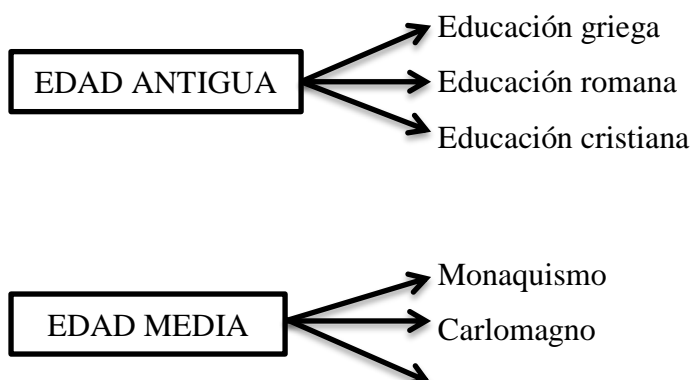 Educación griega
EDAD ANTIGUA
Educación romana
Educación cristiana
Monaquismo
EDAD MEDIA
Carlomagno